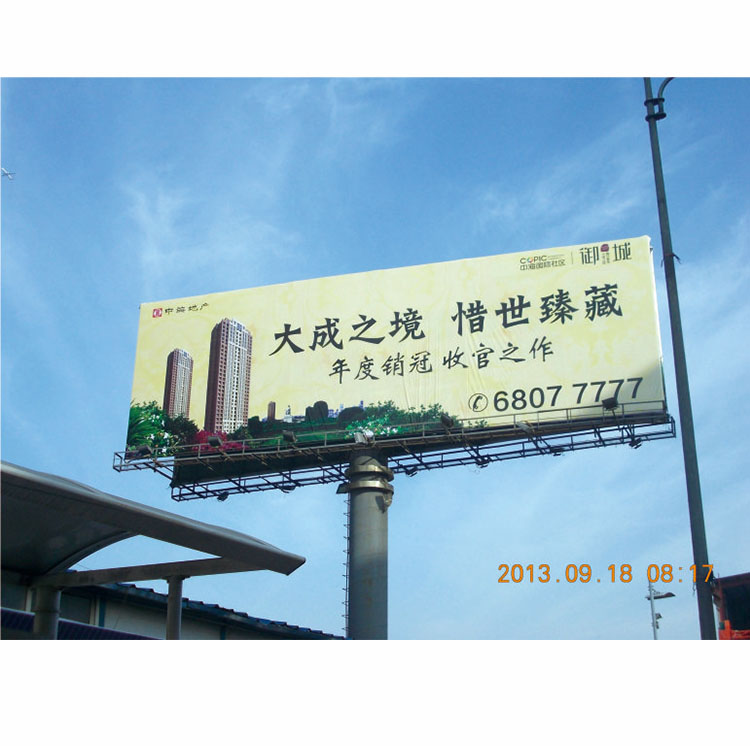 中海地产
COPIC
中海国际社区
御城
大成之境 惜世臻藏
年度销冠 收官之作
6807 7777
2013.09.18 08:17